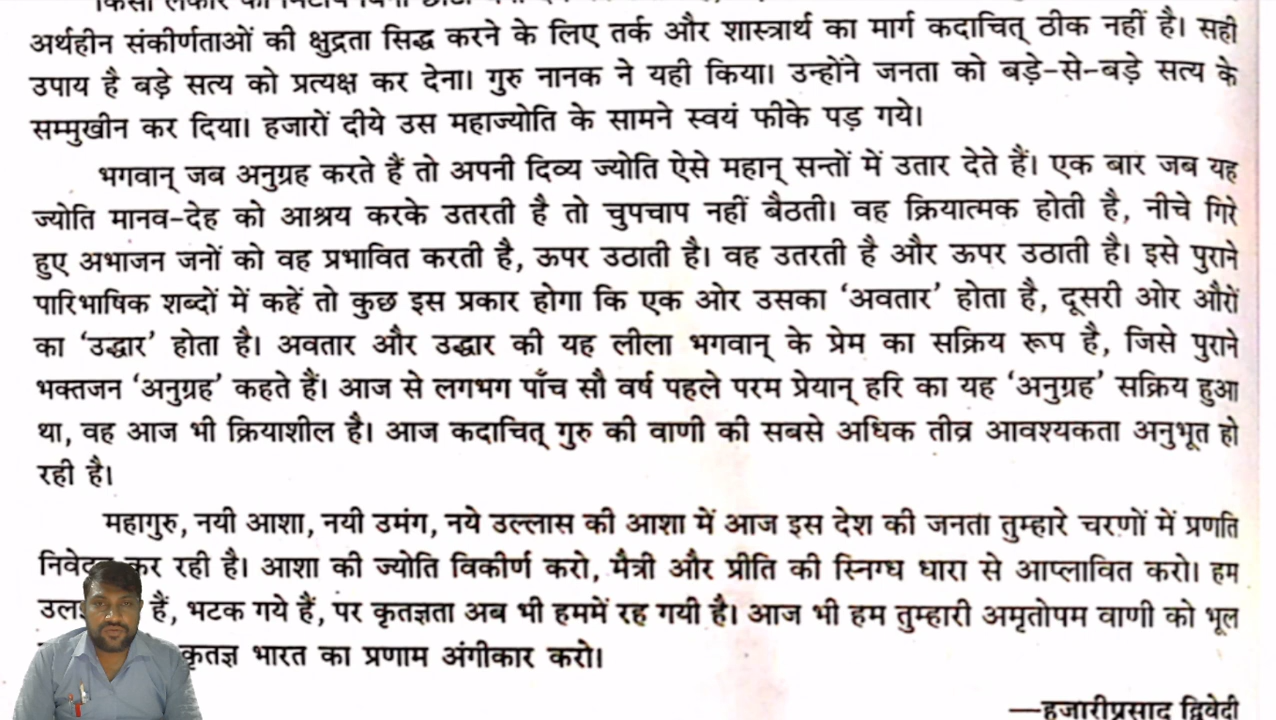 अर्थहीन संकीर्णताओं की क्षुद्रता सिद्ध करने के लिए तर्क और शास्त्रार्थ का मार्ग कदाचित् ठीक नहीं है। सही
उपाय है बड़े सत्य को प्रत्यक्ष कर देना। गुरु नानक ने यही किया। उन्होंने जनता को बड़े-से-बड़े सत्य के
सम्मुखीन कर दिया। हजारों दीये उस महाज्योति के सामने स्वयं फीके पड़ गये।
भगवान् जब अनुग्रह करते हैं तो अपनी दिव्य ज्योति ऐसे महान् सन्तों में उतार देते हैं। एक बार जब यह
ज्योति मानव-देह को आश्रय करके उतरती है तो चुपचाप नहीं बैठती। वह क्रियात्मक होती है, नीचे गिरे
हुए अभाजन जनों को वह प्रभावित करती है, ऊपर उठाती है। वह उतरती है और ऊपर उठाती है। इसे पुराने
पारिभाषिक शब्दों में कहें तो कुछ इस प्रकार होगा कि एक ओर उसका ‘अवतार’ होता है, दूसरी ओर औरों
का ‘उद्धार’ होता है। अवतार और उद्धार की यह लीला भगवान् के प्रेम का सक्रिय रूप है, जिसे पुराने
भक्तजन ‘अनुग्रह’ कहते हैं। आज से लगभग पाँच सौ वर्ष पहले परम प्रेयान् हरि का यह ‘अनुग्रह’ सक्रिय हुआ
था, वह आज भी क्रियाशील है। आज कदाचित् गुरु की वाणी की सबसे अधिक तीव्र आवश्यकता अनुभूत हो
रही है।
महागुरु, नयी आशा, नयी उमंग, नये उल्लास की आशा में आज इस देश की जनता तुम्हारे चरणों में प्रणति
कर रही है। आशा की ज्योति विकीर्ण करो, मैत्री और प्रीति की स्निग्ध धारा से आप्लावित करो। हम
हैं, भटक गये हैं, पर कृतज्ञता अब भी हममें रह गयी है। आज भी हम तुम्हारी अमृतोपम वाणी को भूल
कृतज्ञ भारत का प्रणाम अंगीकार करो।
—हजारीप्रसाद द्विवेदी